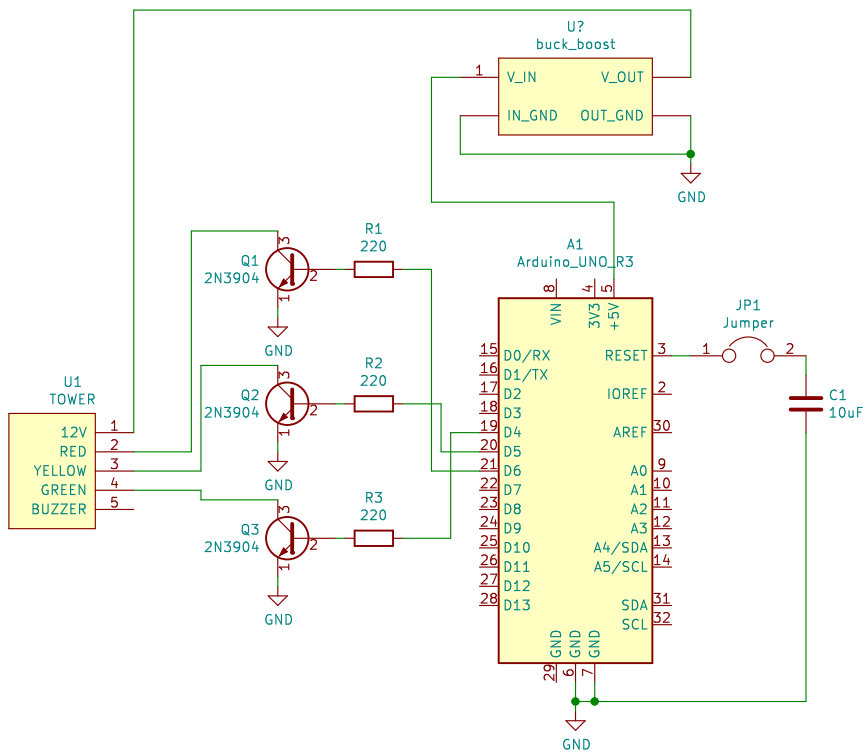 U?
buck_boost
1
V_IN
V_OUT
IN_GND
OUT_GND
GND
R1
220
Q1
2N3904
3
2
1
GND
A1
Arduino_UNO_R3
8
4
5
VIN
3V3
+5V
JP1
Jumper
1
2
C1
10uF
R2
220
Q2
2N3904
3
2
1
GND
U1
TOWER
12V
1
RED
2
YELLOW
3
GREEN
4
BUZZER
5
R3
220
Q3
2N3904
3
2
1
GND
15
D0/RX
16
D1/TX
17
D2
18
D3
19
D4
20
D5
21
D6
22
D7
23
D8
24
D9
25
D10
26
D11
27
D12
28
D13
RESET
3
IOREF
2
AREF
30
A0
9
A1
10
A2
11
A3
12
A4/SDA
13
A5/SCL
14
SDA
31
SCL
32
GND
GND
GND
29
6
7
GND